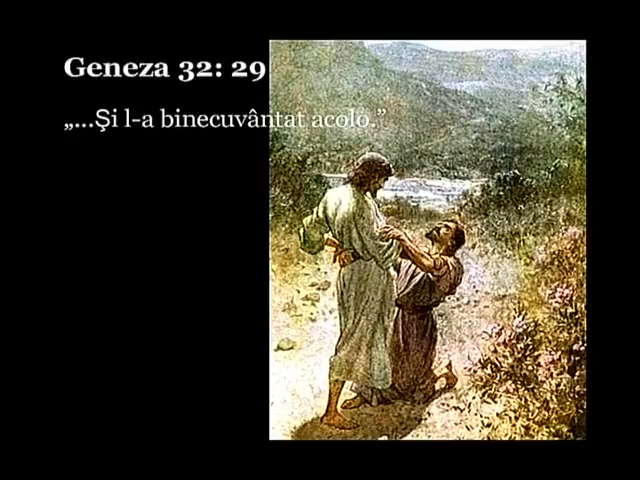 Geneza 32: 29
„...Şi l-a binecuvântat acolo.”